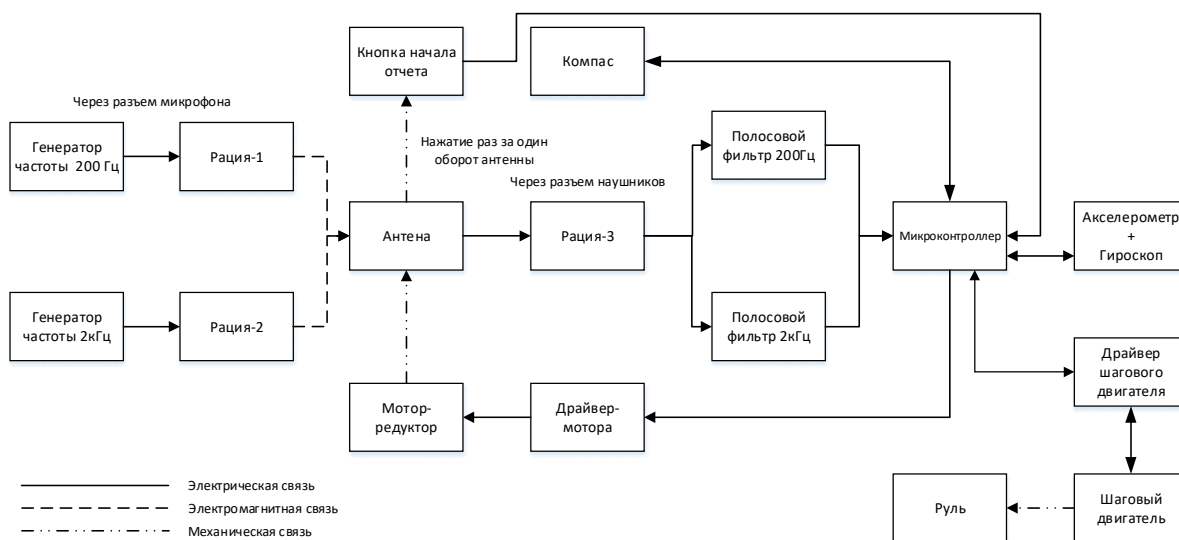 Кнопка начала
отчета
Компас
Через разъем микрофона
Генератор
частоты 200 Гц
Рация-1
Нажатие раз за один
оборот антенны
Через разъем наушников
Полосовой
фильтр 200Гц
Антена
Рация-3
Микроконтроллер
Акселерометр
+
Гироскоп
Генератор
частоты 2кГц
Рация-2
Полосовой
фильтр 2кГц
Драйвер
шагового
двигателя
Мотор-
редуктор
Драйвер-
мотора
Электрическая связь
Электромагнитная связь
Механическая связь
Руль
Шаговый
двигатель